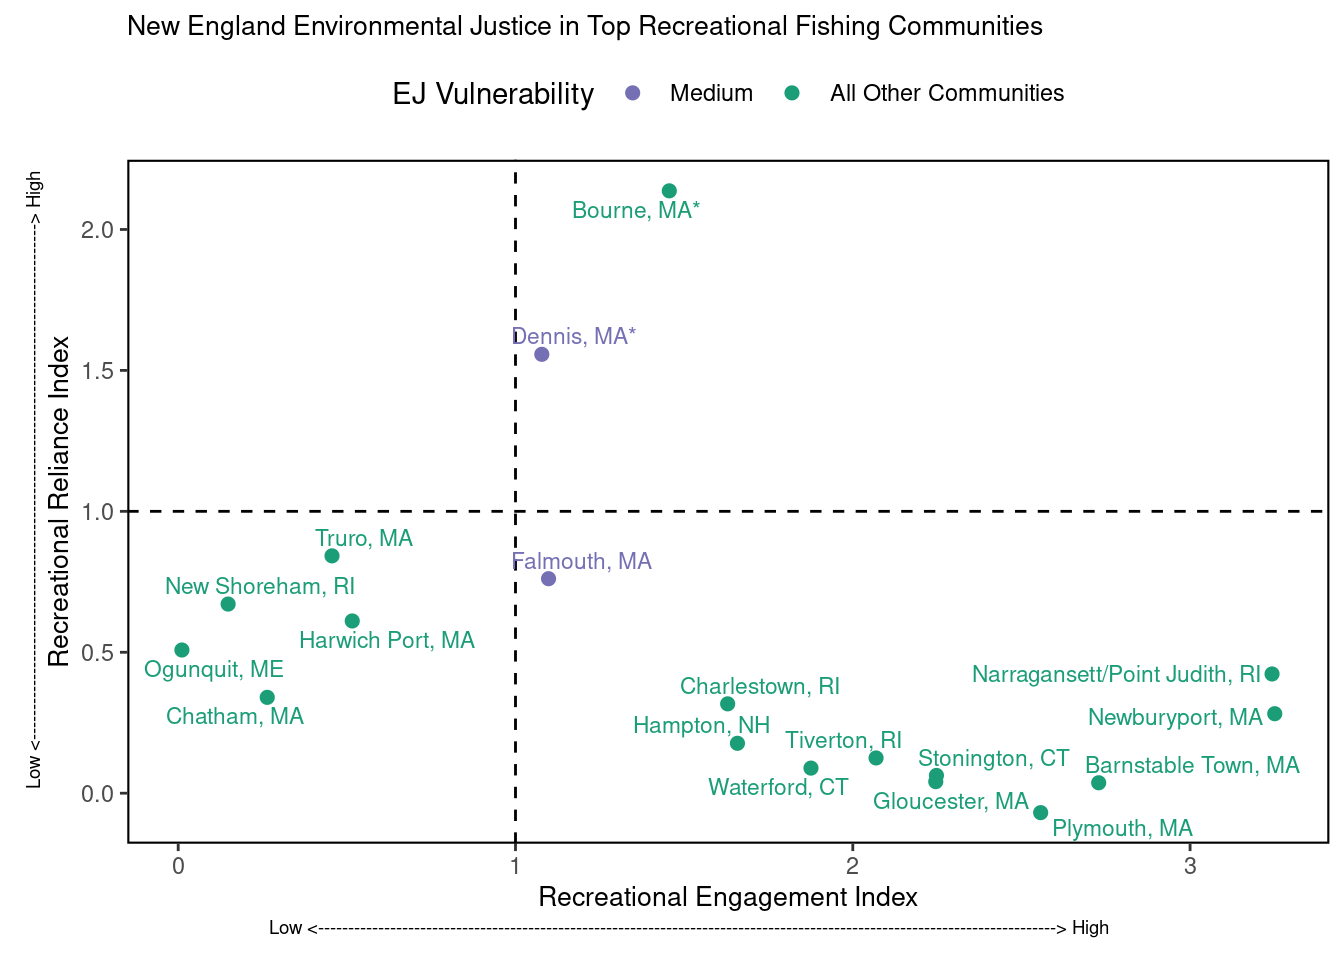 New England Environmental Justice in Top Recreational Fishing Communities
EJ Vulnerability Medium All Other Communities
Low <-----------------------------------------------------------------------------------------------> High
Recreational Reliance Index
2.0
1.5
1.0
0.5
0.0
Bourne, MA*
Dennis, MA*
Truro, MA
Falmouth, MA
New Shoreham, RI
Harwich Port, MA
Ogunquit, ME
Narragansett/Point Judith, RI
Charlestown, RI
Chatham, MA
Newburyport, MA
Hampton, NH
Tiverton, RI
Stonington, CT
Barnstable Town, MA
Waterford, CT
Gloucester, MA
Plymouth, MA
0 1 2 3
Recreational Engagement Index
Low <---------------------------------------------------------------------------------------------------------------------------> High